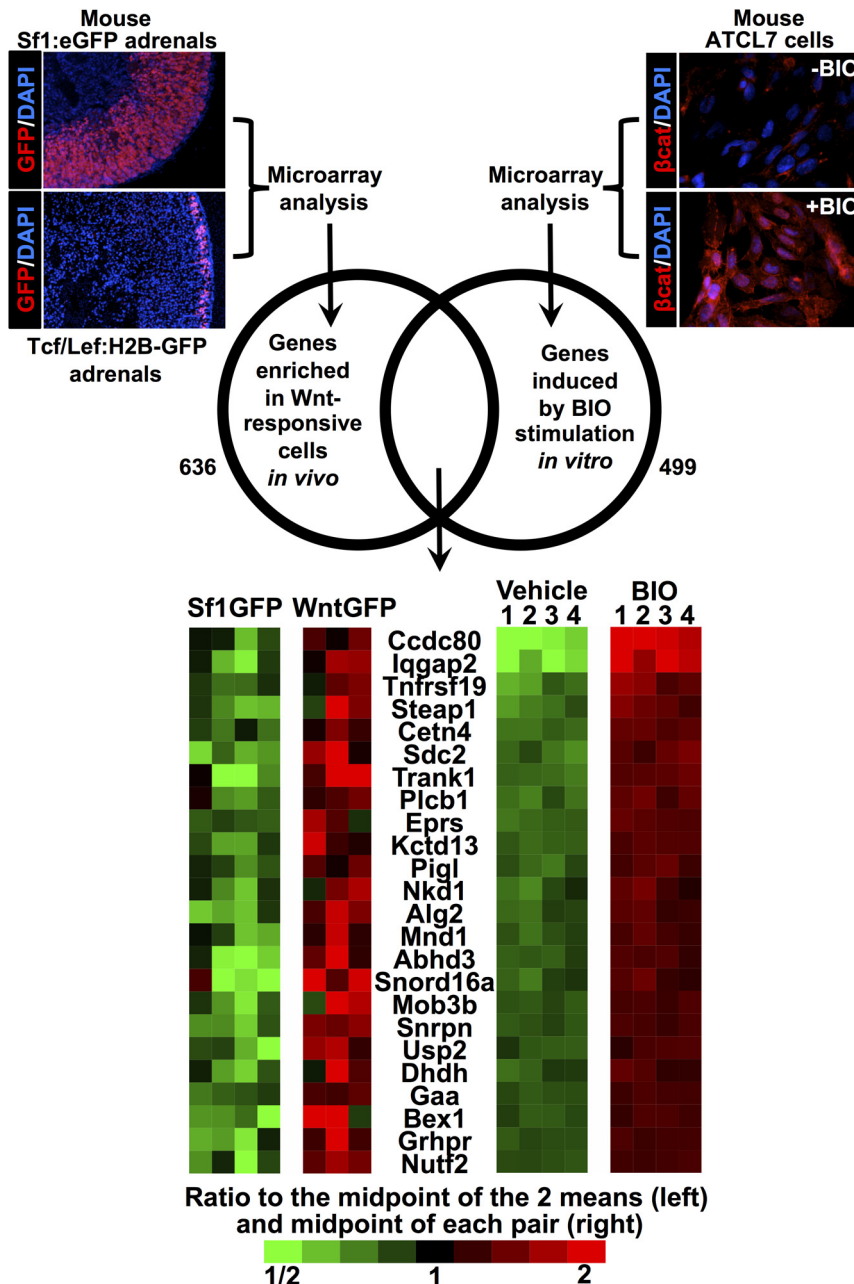 Mouse
Sf1:eGFP adrenals
GFP/DAPI
GFP/DAPI
Tcf/Lef:H2B-GFP
adrenals
Microarray
analysis
Mouse
ATCL7 cells
βcat/DAPI
-BIO
βcat/DAPI
+BIO
Microarray
analysis
Genes
enriched
in Wnt-
responsive
cells
in vivo
636
Genes
induced
by BIO
stimulation
in vitro
499
Sf1GFP WntGFP Vehicle BIO
1 2 3 4 1 2 3 4
Ccdc80
Iqgap2
Tnfrsf19
Steap1
Cetn4
Sdc2
Trank1
Plcb1
Eprs
Kctd13
Pigl
Nkd1
Alg2
Mnd1
Abhd3
Snord16a
Mob3b
Snrpn
Usp2
Dhdh
Gaa
Bex1
Grhpr
Nutf2
Ratio to the midpoint of the 2 means (left)
and midpoint of each pair (right)
1/2 1 2